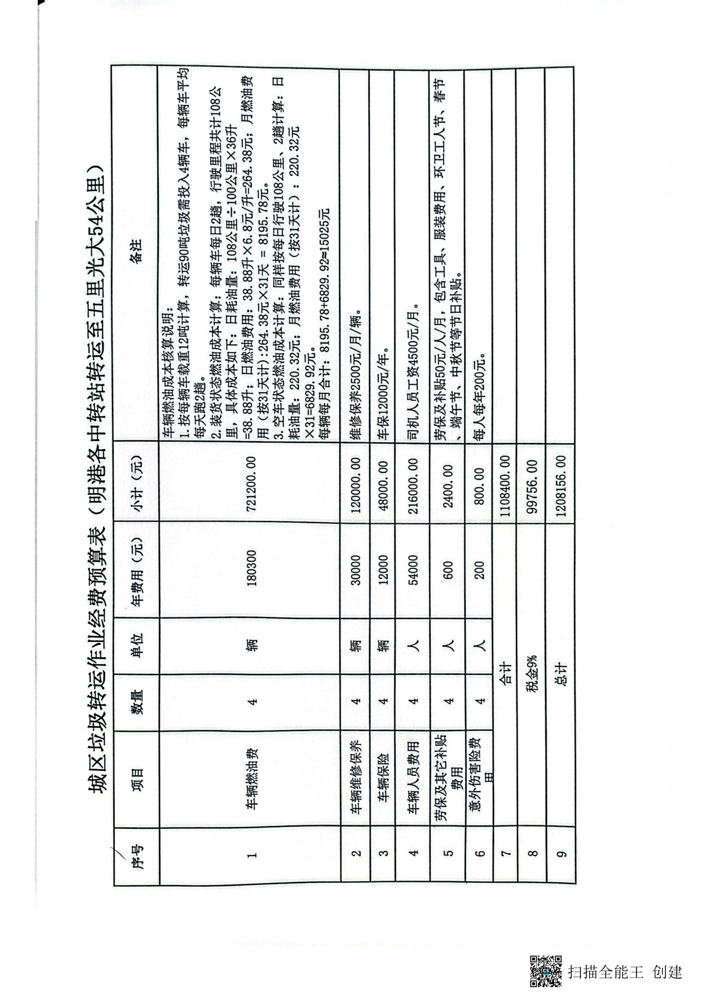 城区垃圾转运作业经费预算表（明港各中转站转运至五里光大54公里）
序号 项目 数量 单位 年费用（元） 小计（元） 备注
1 车辆燃油费 4 辆 180300 721200.00
车辆燃油成本核算说明：
1.按每辆车载重12吨计算，转运90吨垃圾需投入4辆车，每辆车平均
每天跑2趟。
2.装货状态燃油成本计算：每辆车每日2趟，行驶里程共计108公
里，具体成本如下：日耗油量：108公里÷100公里×36升
=38.88升；日燃油费用：38.88升×6.8元/升=264.38元；月燃油费
用（按31天计）:264.38元×31天 = 8195.78元。
3.空车状态燃油成本计算：同样按每日行驶108公里、2趟计算：日
耗油量：220.32元；月燃油费用（按31天计）：220.32元
×31=6829.92元。
每辆每月合计：8195.78+6829.92≈15025元
2 车辆维修保养 4 辆 30000 120000.00 维修保养2500元/月/辆。
3 车辆保险 4 辆 12000 48000.00 车保12000元/年。
4 车辆人员费用 4 人 54000 216000.00 司机人员工资4500元/月。
5 劳保及其它补贴
费用 4 人 600 2400.00 劳保及补贴50元/人/月，包含工具、服装费用、环卫工人节、春节
、端午节、中秋节等节日补贴。
6 意外伤害险费
用 4 人 200 800.00 每人每年200元。
7 合计 1108400.00
8 税金9% 99756.00
9 总计 1208156.00
扫描全能王 创建